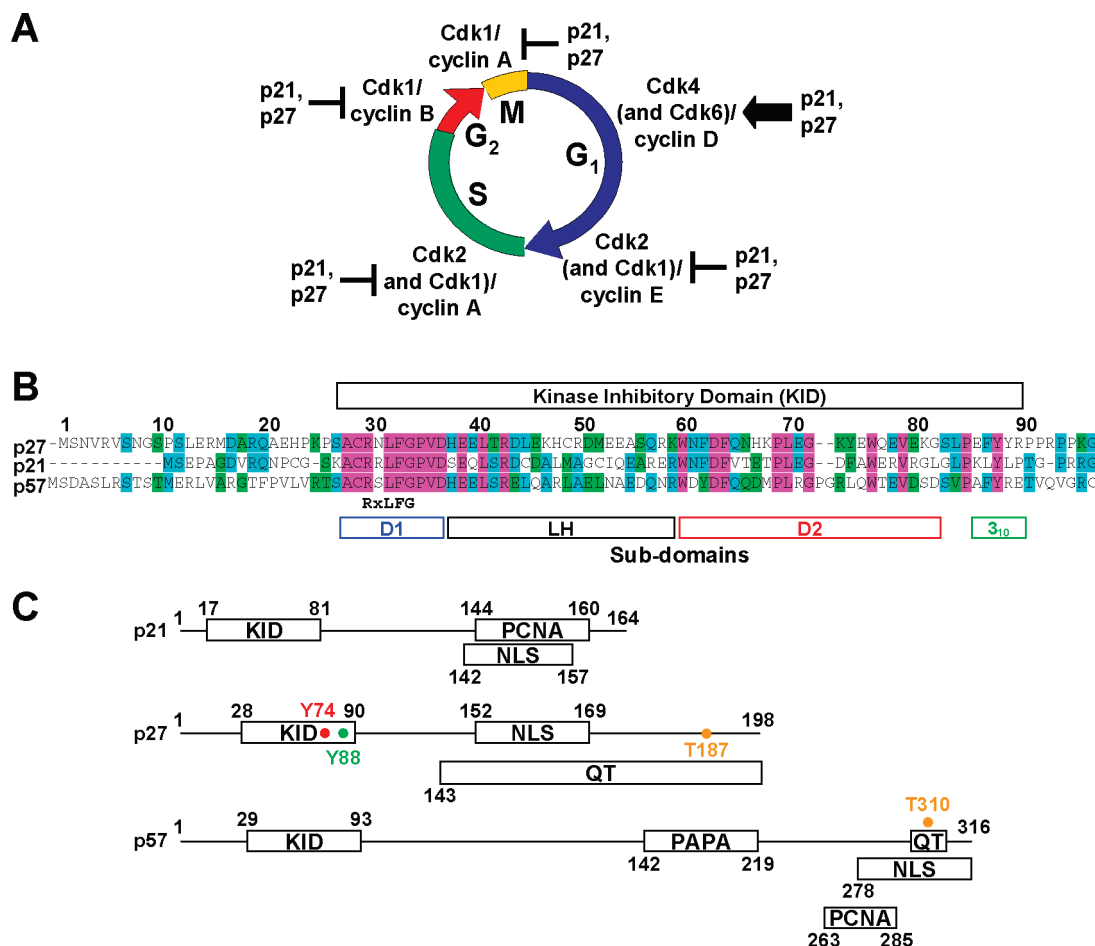 A
Cdk1/
cyclin A
p21,
p27
Cdk1/
cyclin B
p21,
p27
Cdk4
(and Cdk6)/
cyclin D
p21,
p27
M
G2
G1
S
Cdk2
and Cdk1)/
cyclin A
p21,
p27
Cdk2
(and Cdk1)/
cyclin E
p21,
p27
B
Kinase Inhibitory Domain (KID)
1 10 20 30 40 50 60 70 80 90
p27 -MSNVRVSNGSPSLERMDARQAEHPKPSACRNLFGPVDHEELTRDLEKHCRDMEEASQRKWNFDFQNHKPLEG--KYEWQEVEKGSLPEFYYRPPRPPKG
p21 -----------MSEPAGDVRQNPCG-SKACRRLFGPVDSEQLSRDCDALMAGCIQEARERWNFDFVTETPLEG--DFAWERVRGLGLPKLYLPTG-PRRG
p57 MSDASLRSTSTMERLVARGTFPVLVRTSACRSLFGPVDHEELSRELQARLAELNAEDQNRWDYDFQQDMPLRGPGRLQWTEVDSDSVPAFYRETVQVGRC
RxLFG
D1 LH D2 310
Sub-domains
C
p21 1 17 81 144 160 164
KID PCNA
NLS
142 157
p27 1 28 Y74 90 152 169 198
KID NLS
Y88 T187
QT
143
p57 1 29 93 T310 316
KID PAPA QT
142 219 NLS
278
PCNA
263 285